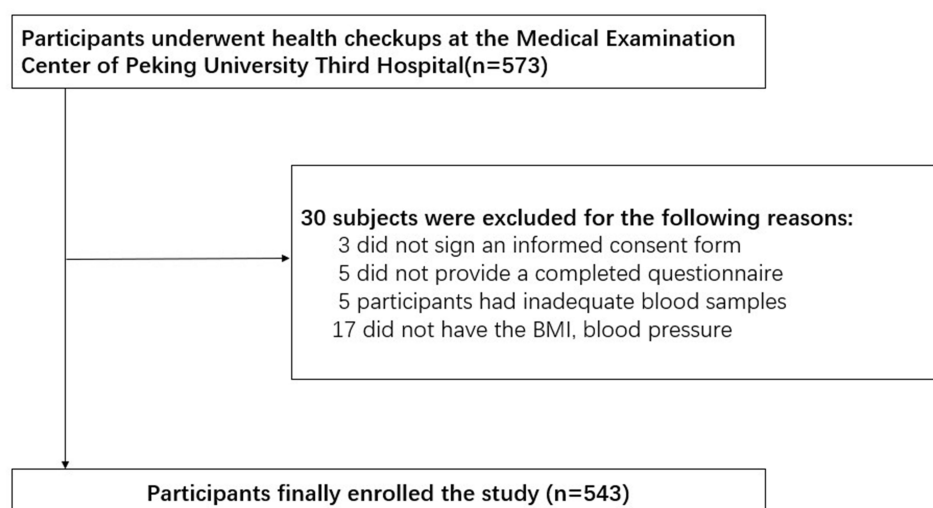 Participants underwent health checkups at the Medical Examination
Center of Peking University Third Hospital(n=573)
30 subjects were excluded for the following reasons:
3 did not sign an informed consent form
5 did not provide a completed questionnaire
5 participants had inadequate blood samples
17 did not have the BMI, blood pressure
Participants finally enrolled the study (n=543)